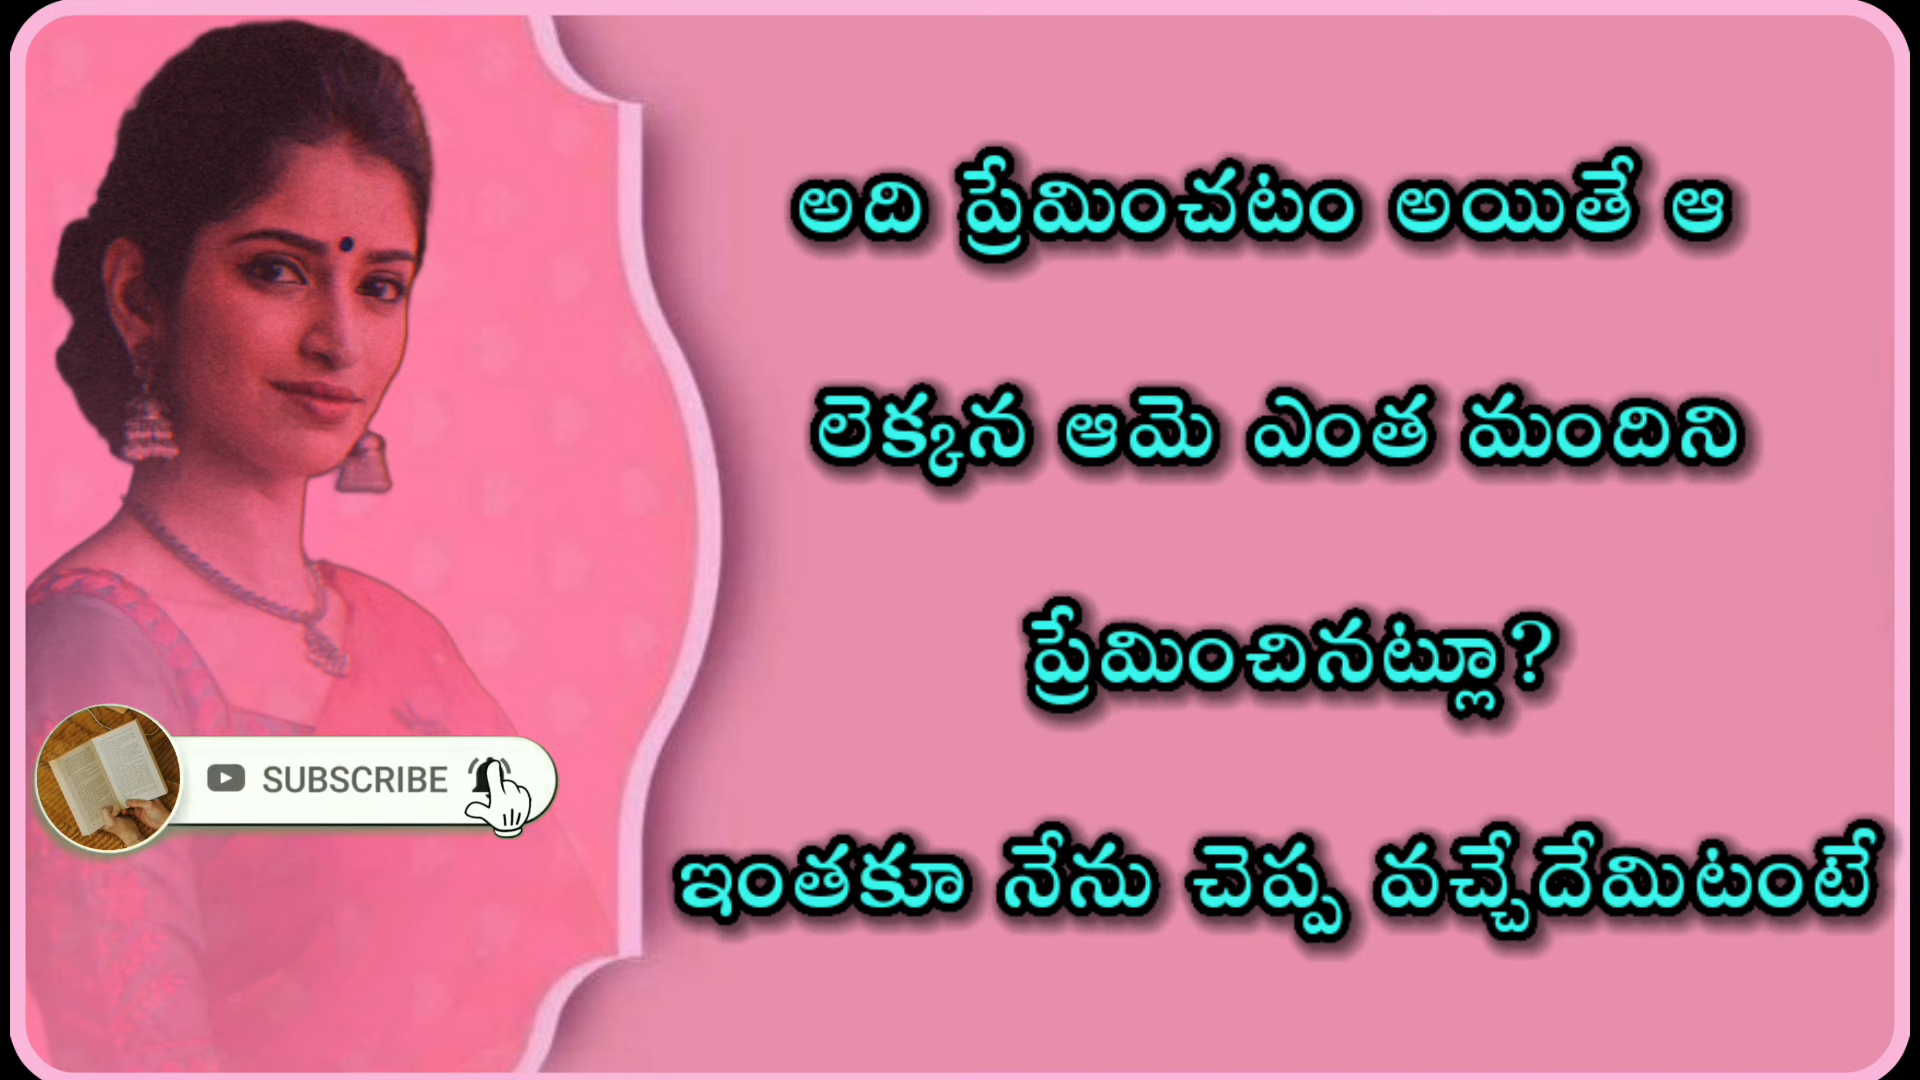 అది ప్రేమించటం అయితే ఆ
లెక్కన ఆమె ఎంత మందిని
ప్రేమించినట్లూ?
ఇంతకూ నేను చెప్ప వచ్చేదేమిటంటే
SUBSCRIBE